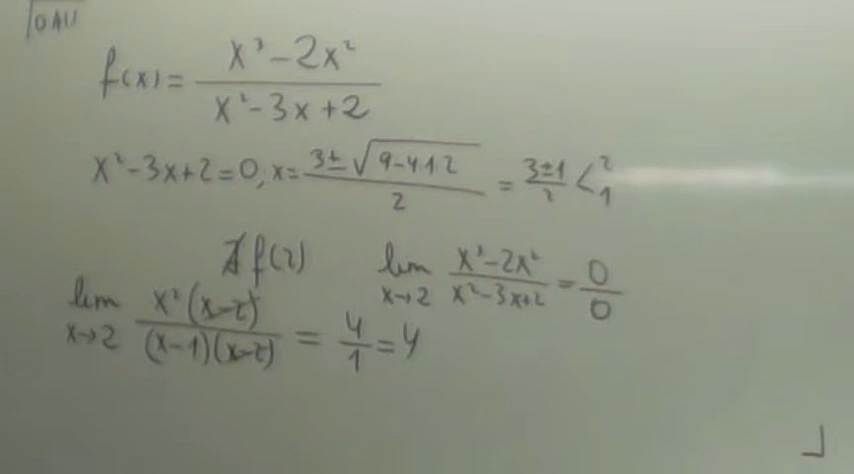 f(x) = (x³ - 2x²)/(x² - 3x + 2)
x² - 3x + 2 = 0, x = (3 ± √(9 - 4·1·2))/2 = (3 ± 1)/2 < 2 1
∄ f(2) lim x→2 (x³ - 2x²)/(x² - 3x + 2) = 0/0
lim x→2 (x²(x-2))/((x-1)(x-2)) = 4/1 = 4